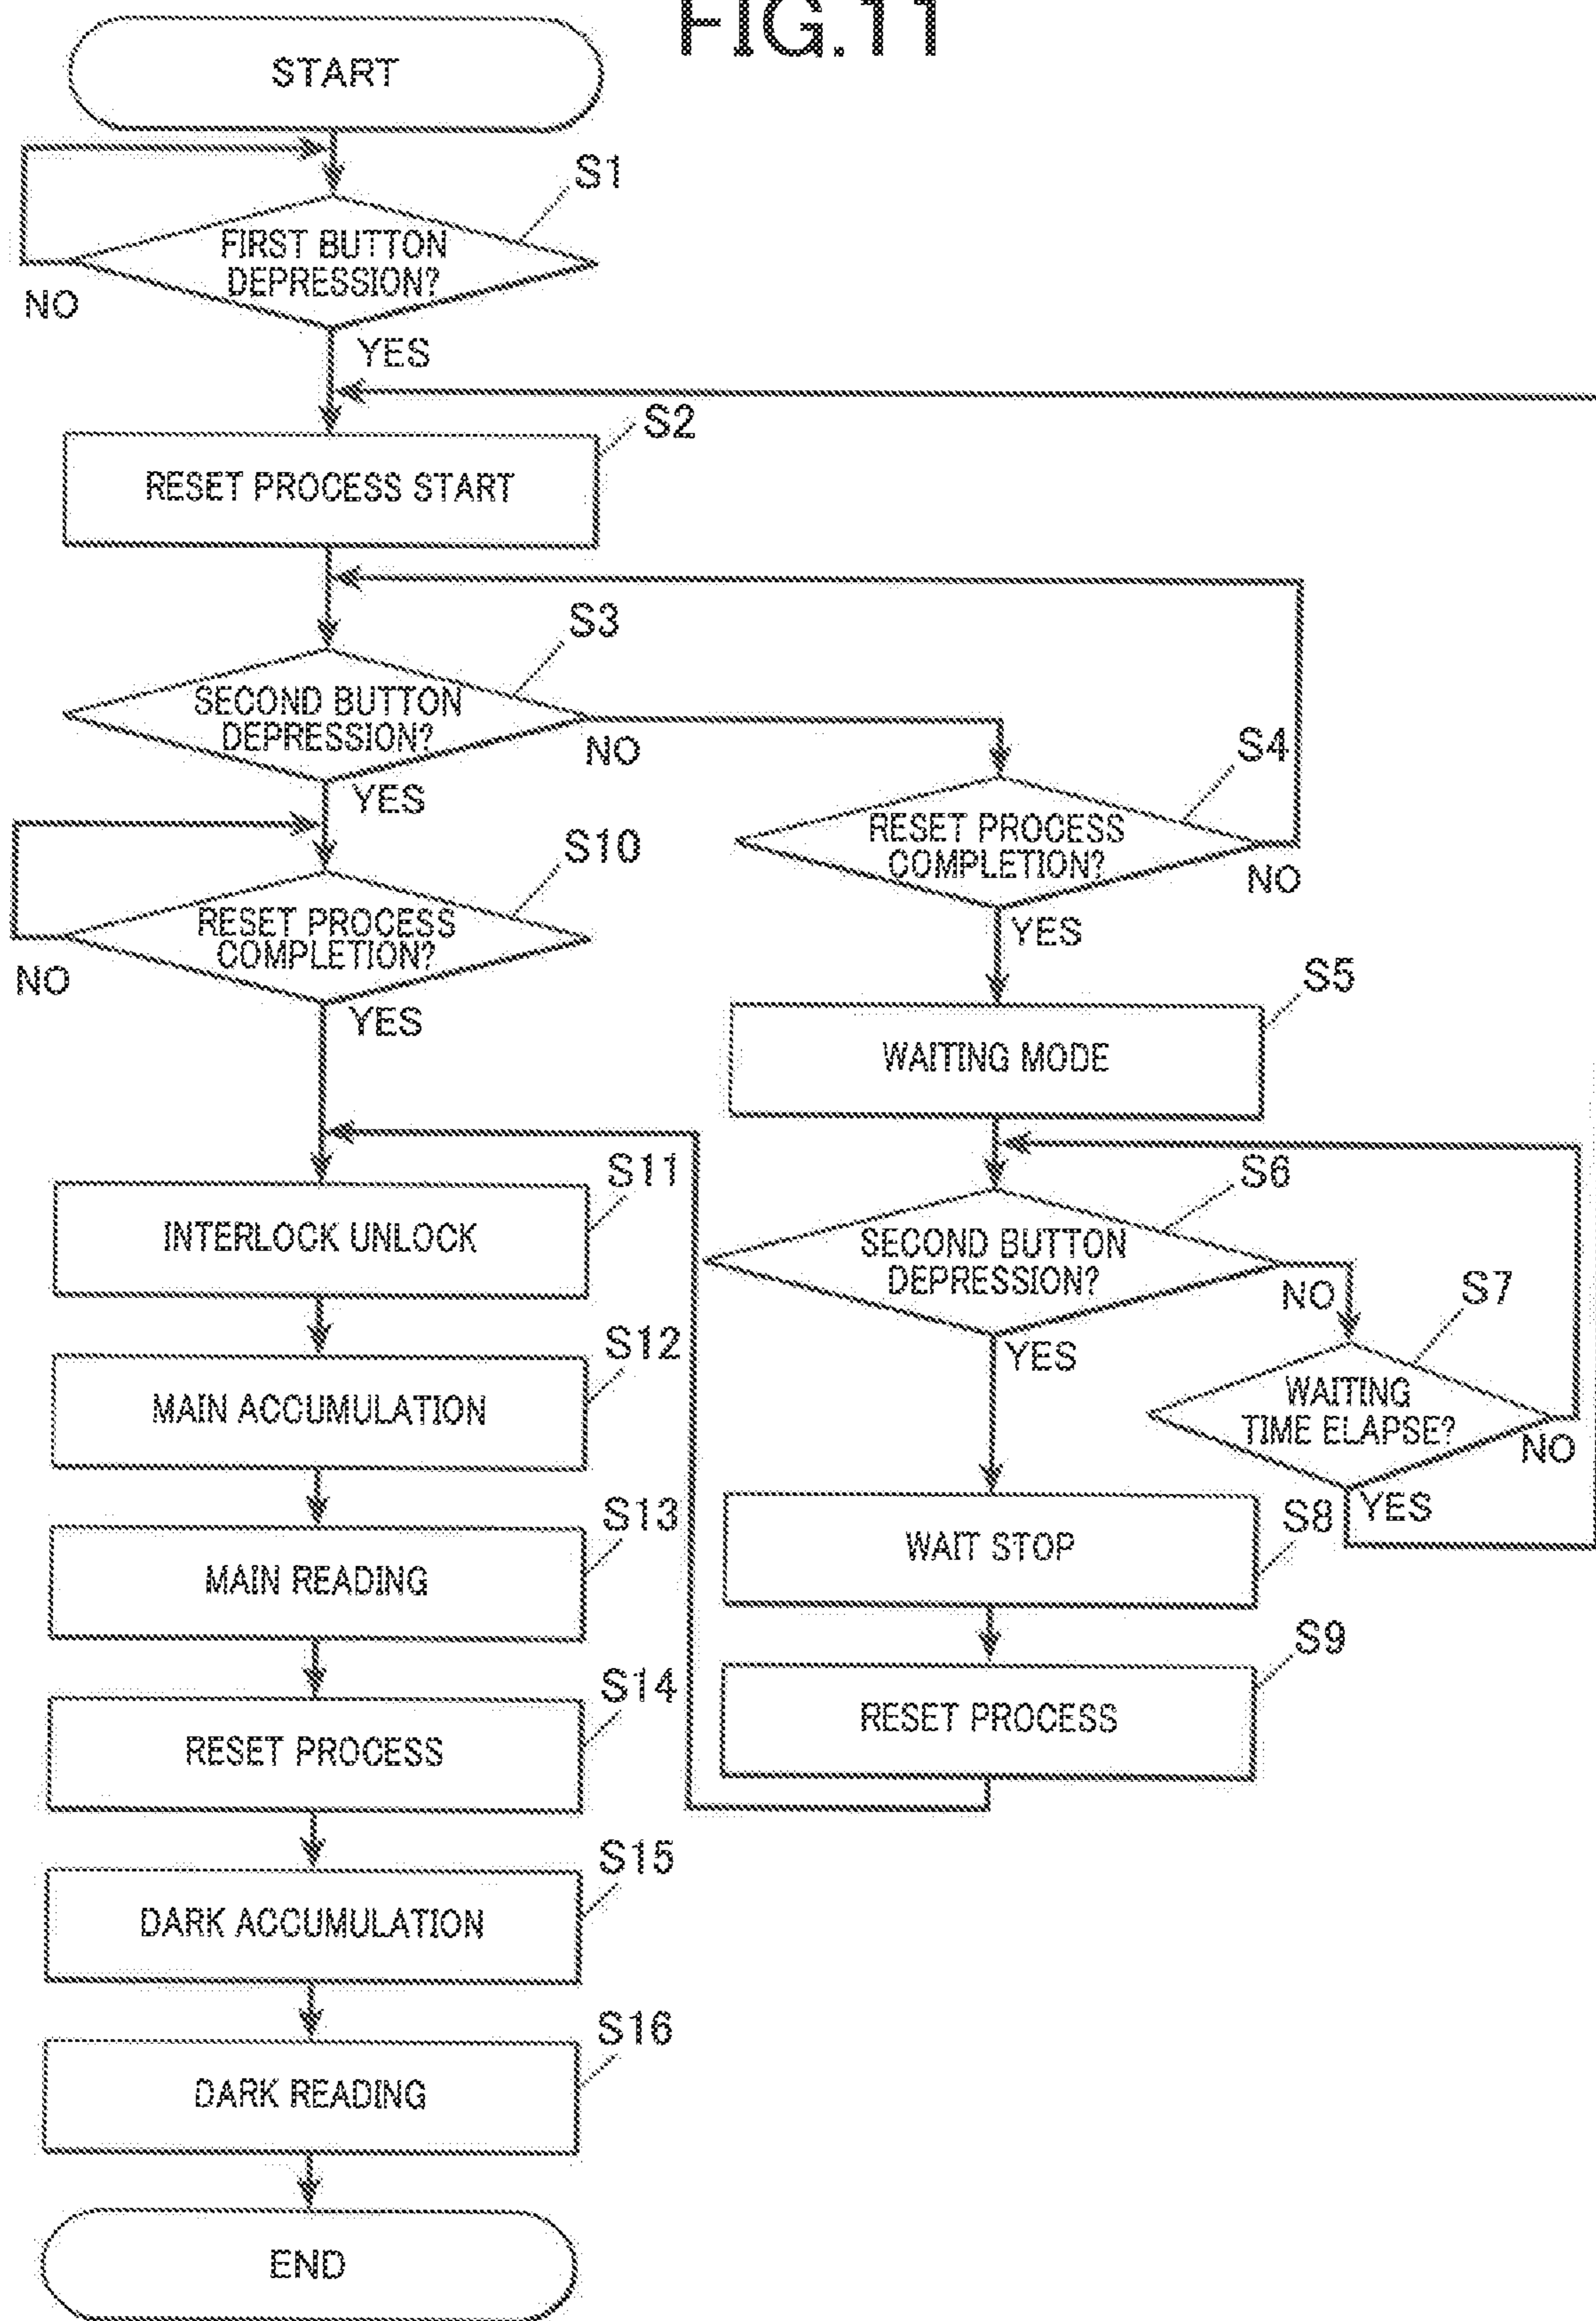 FIG.11
START
S1
FIRST BUTTON
DEPRESSION?
NO
YES
S2
RESET PROCESS START
S3
SECOND BUTTON
DEPRESSION?
NO
YES
S4
RESET PROCESS
COMPLETION?
NO
YES
S10
RESET PROCESS
COMPLETION?
NO
YES
S5
WAITING MODE
S6
SECOND BUTTON
DEPRESSION?
NO
YES
S7
WAITING
TIME ELAPSE?
NO
YES
S8
WAIT STOP
S9
RESET PROCESS
S11
INTERLOCK UNLOCK
S12
MAIN ACCUMULATION
S13
MAIN READING
S14
RESET PROCESS
S15
DARK ACCUMULATION
S16
DARK READING
END